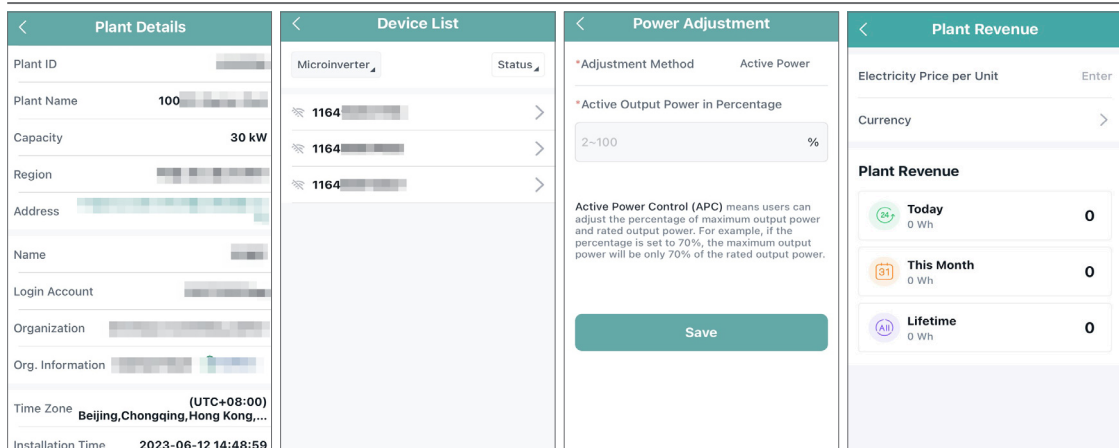 Plant Details
Plant ID
Plant Name 100
Capacity 30 kW
Region
Address
Name
Login Account
Organization
Org. Information
Time Zone (UTC+08:00)
Beijing,Chongqing,Hong Kong,...
Installation Time 2023-06-12 14:48:59
Device List
Microinverter Status
1164
1164
1164
Power Adjustment
*Adjustment Method Active Power
*Active Output Power in Percentage
2~100 %
Active Power Control (APC) means users can
adjust the percentage of maximum output power
and rated output power. For example, if the
percentage is set to 70%, the maximum output
power will be only 70% of the rated output power.
Save
Plant Revenue
Electricity Price per Unit Enter
Currency
Plant Revenue
24 Today 0
0 Wh
31 This Month 0
0 Wh
All Lifetime 0
0 Wh